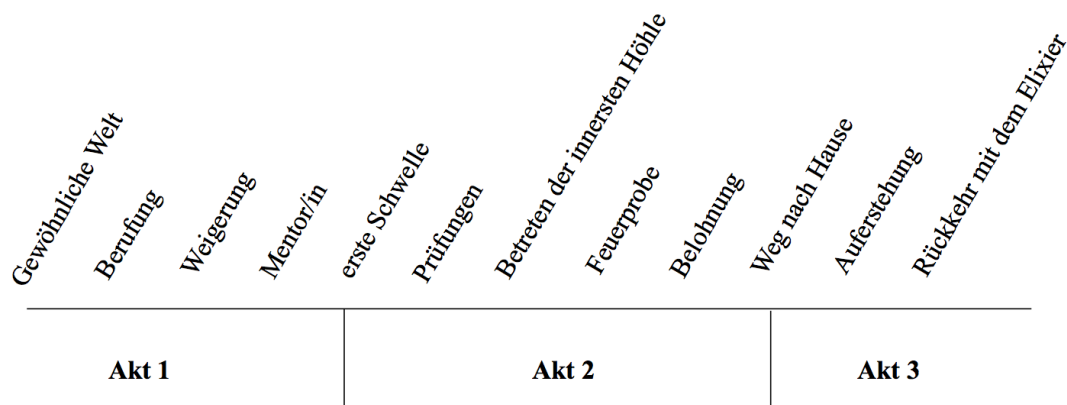 Gewöhnliche Welt
Berufung
Weigerung
Mentor/in
erste Schwelle
Prüfungen
Betreten der innersten Höhle
Feuerprobe
Belohnung
Weg nach Hause
Auferstehung
Rückkehr mit dem Elixier
Akt 1
Akt 2
Akt 3